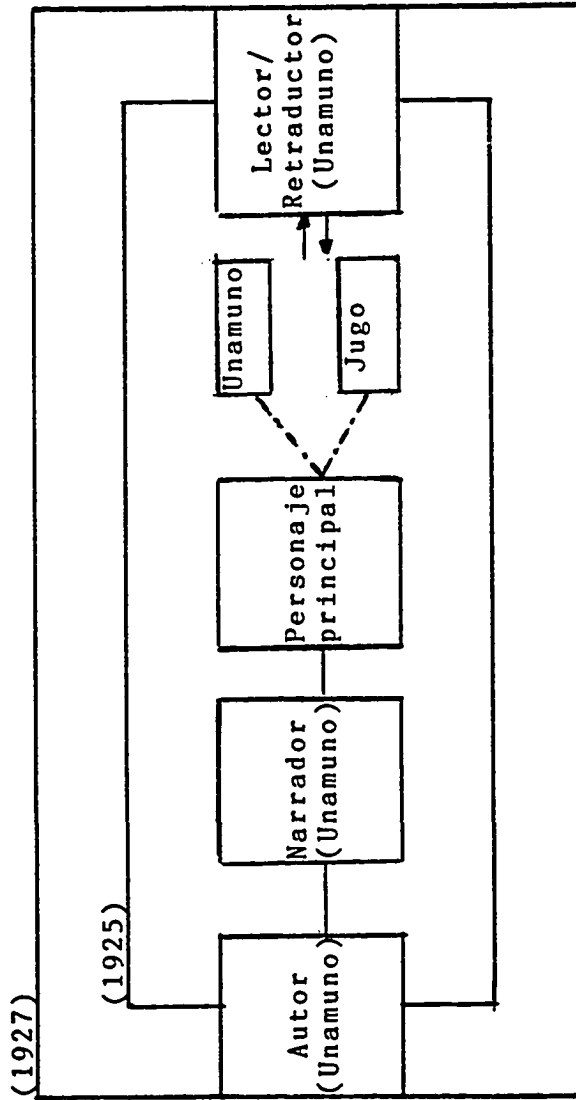 (1927)
(1925)
Autor
(Unamuno)
Narrador
(Unamuno)
Personaje
principal
Unamuno
Jugo
Lector/
Retraductor
(Unamuno)